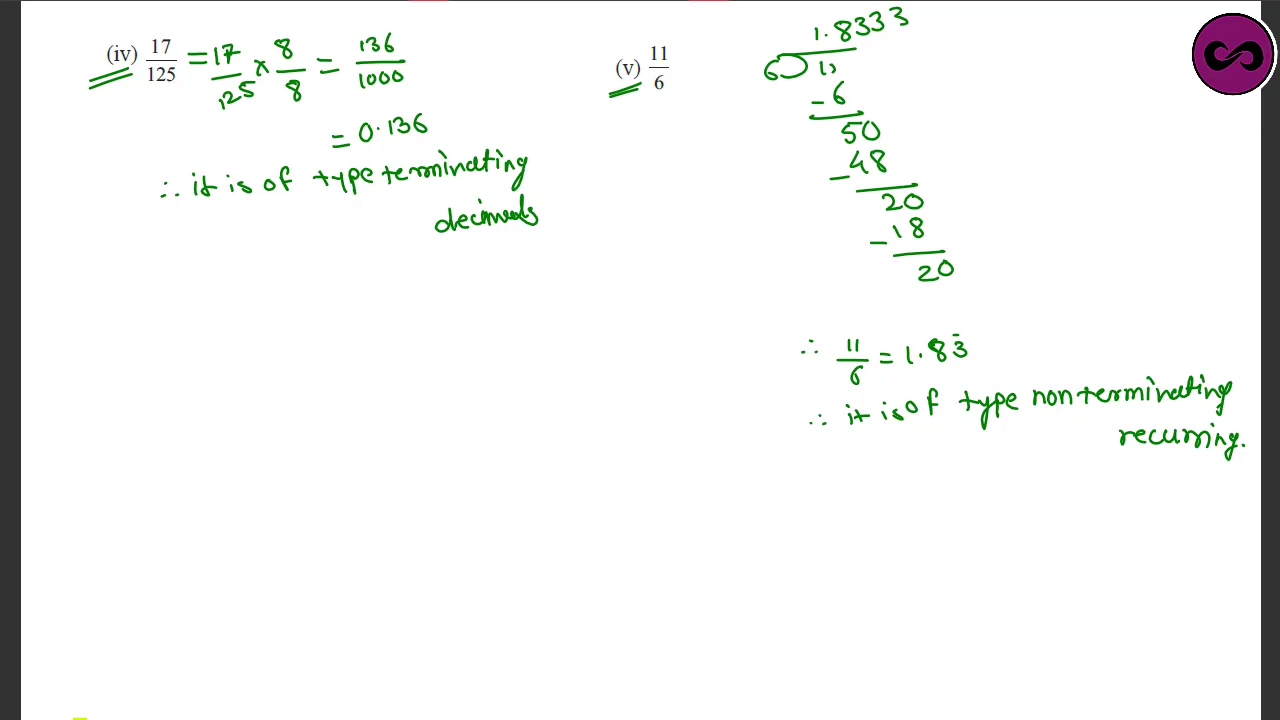 (iv) 17/125 = 17/125 × 8/8 = 136/1000
= 0.136
∴ it is of type terminating
decimals
(v) 11/6
1.8333
6 11
- 6
50
- 48
20
- 18
20
∴ 11/6 = 1.83̄
∴ it is of type non terminating
recurring.